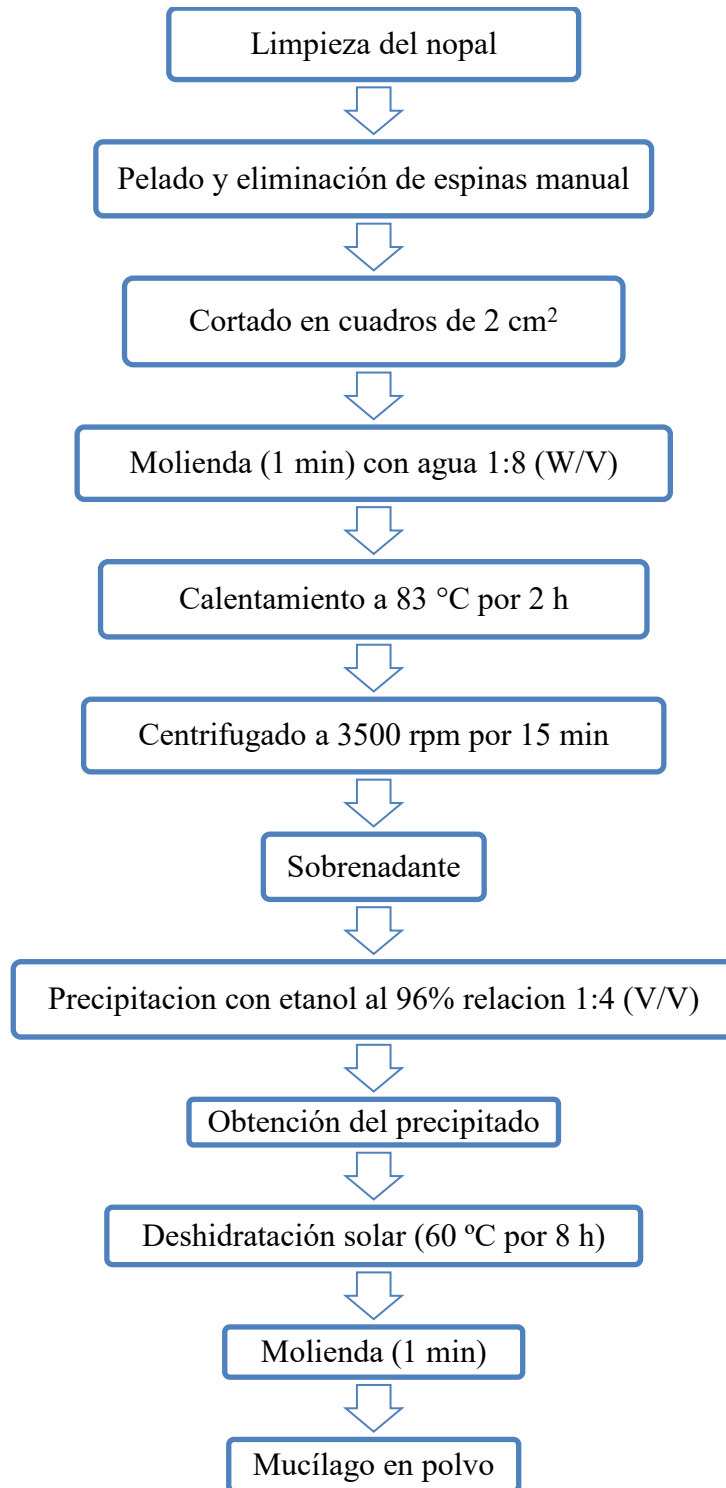 Limpieza del nopal
Pelado y eliminación de espinas manual
Cortado en cuadros de 2 cm²
Molienda (1 min) con agua 1:8 (W/V)
Calentamiento a 83 °C por 2 h
Centrifugado a 3500 rpm por 15 min
Sobrenadante
Precipitacion con etanol al 96% relacion 1:4 (V/V)
Obtención del precipitado
Deshidratación solar (60 ºC por 8 h)
Molienda (1 min)
Mucílago en polvo